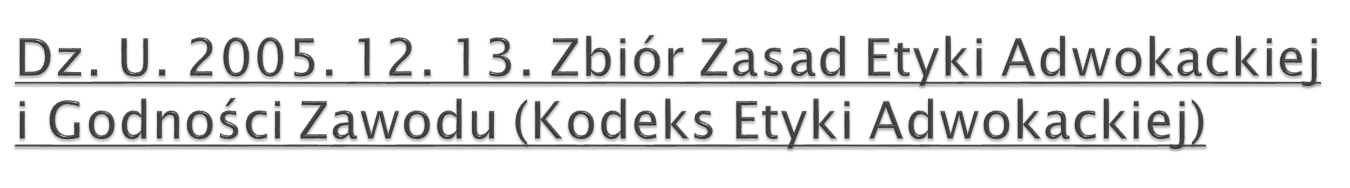 Dz. U. 2005. 12. 13. Zbiór Zasad Etyki Adwokackiej
i Godności Zawodu (Kodeks Etyki Adwokackiej)